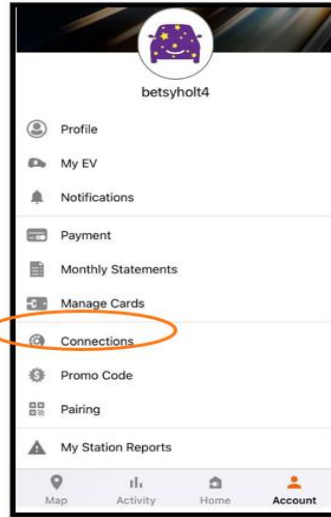 betsyholt4
Profile
My EV
Notifications
Payment
Monthly Statements
Manage Cards
Connections
Promo Code
Pairing
My Station Reports
Map Activity Home Account